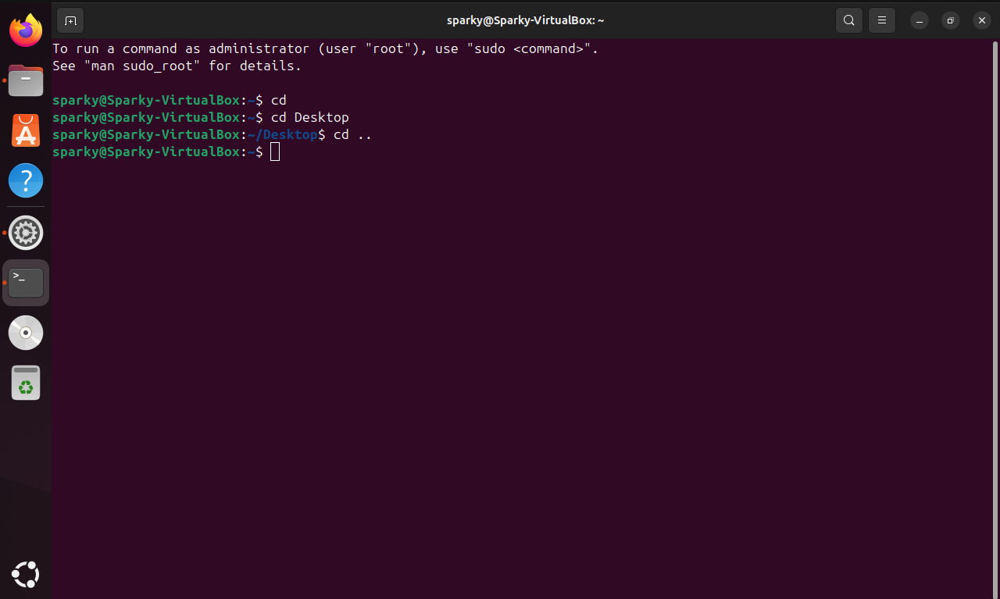 sparky@Sparky-VirtualBox: ~
To run a command as administrator (user "root"), use "sudo <command>".
See "man sudo_root" for details.
sparky@Sparky-VirtualBox:~$ cd
sparky@Sparky-VirtualBox:~$ cd Desktop
sparky@Sparky-VirtualBox:~/Desktop$ cd ..
sparky@Sparky-VirtualBox:~$